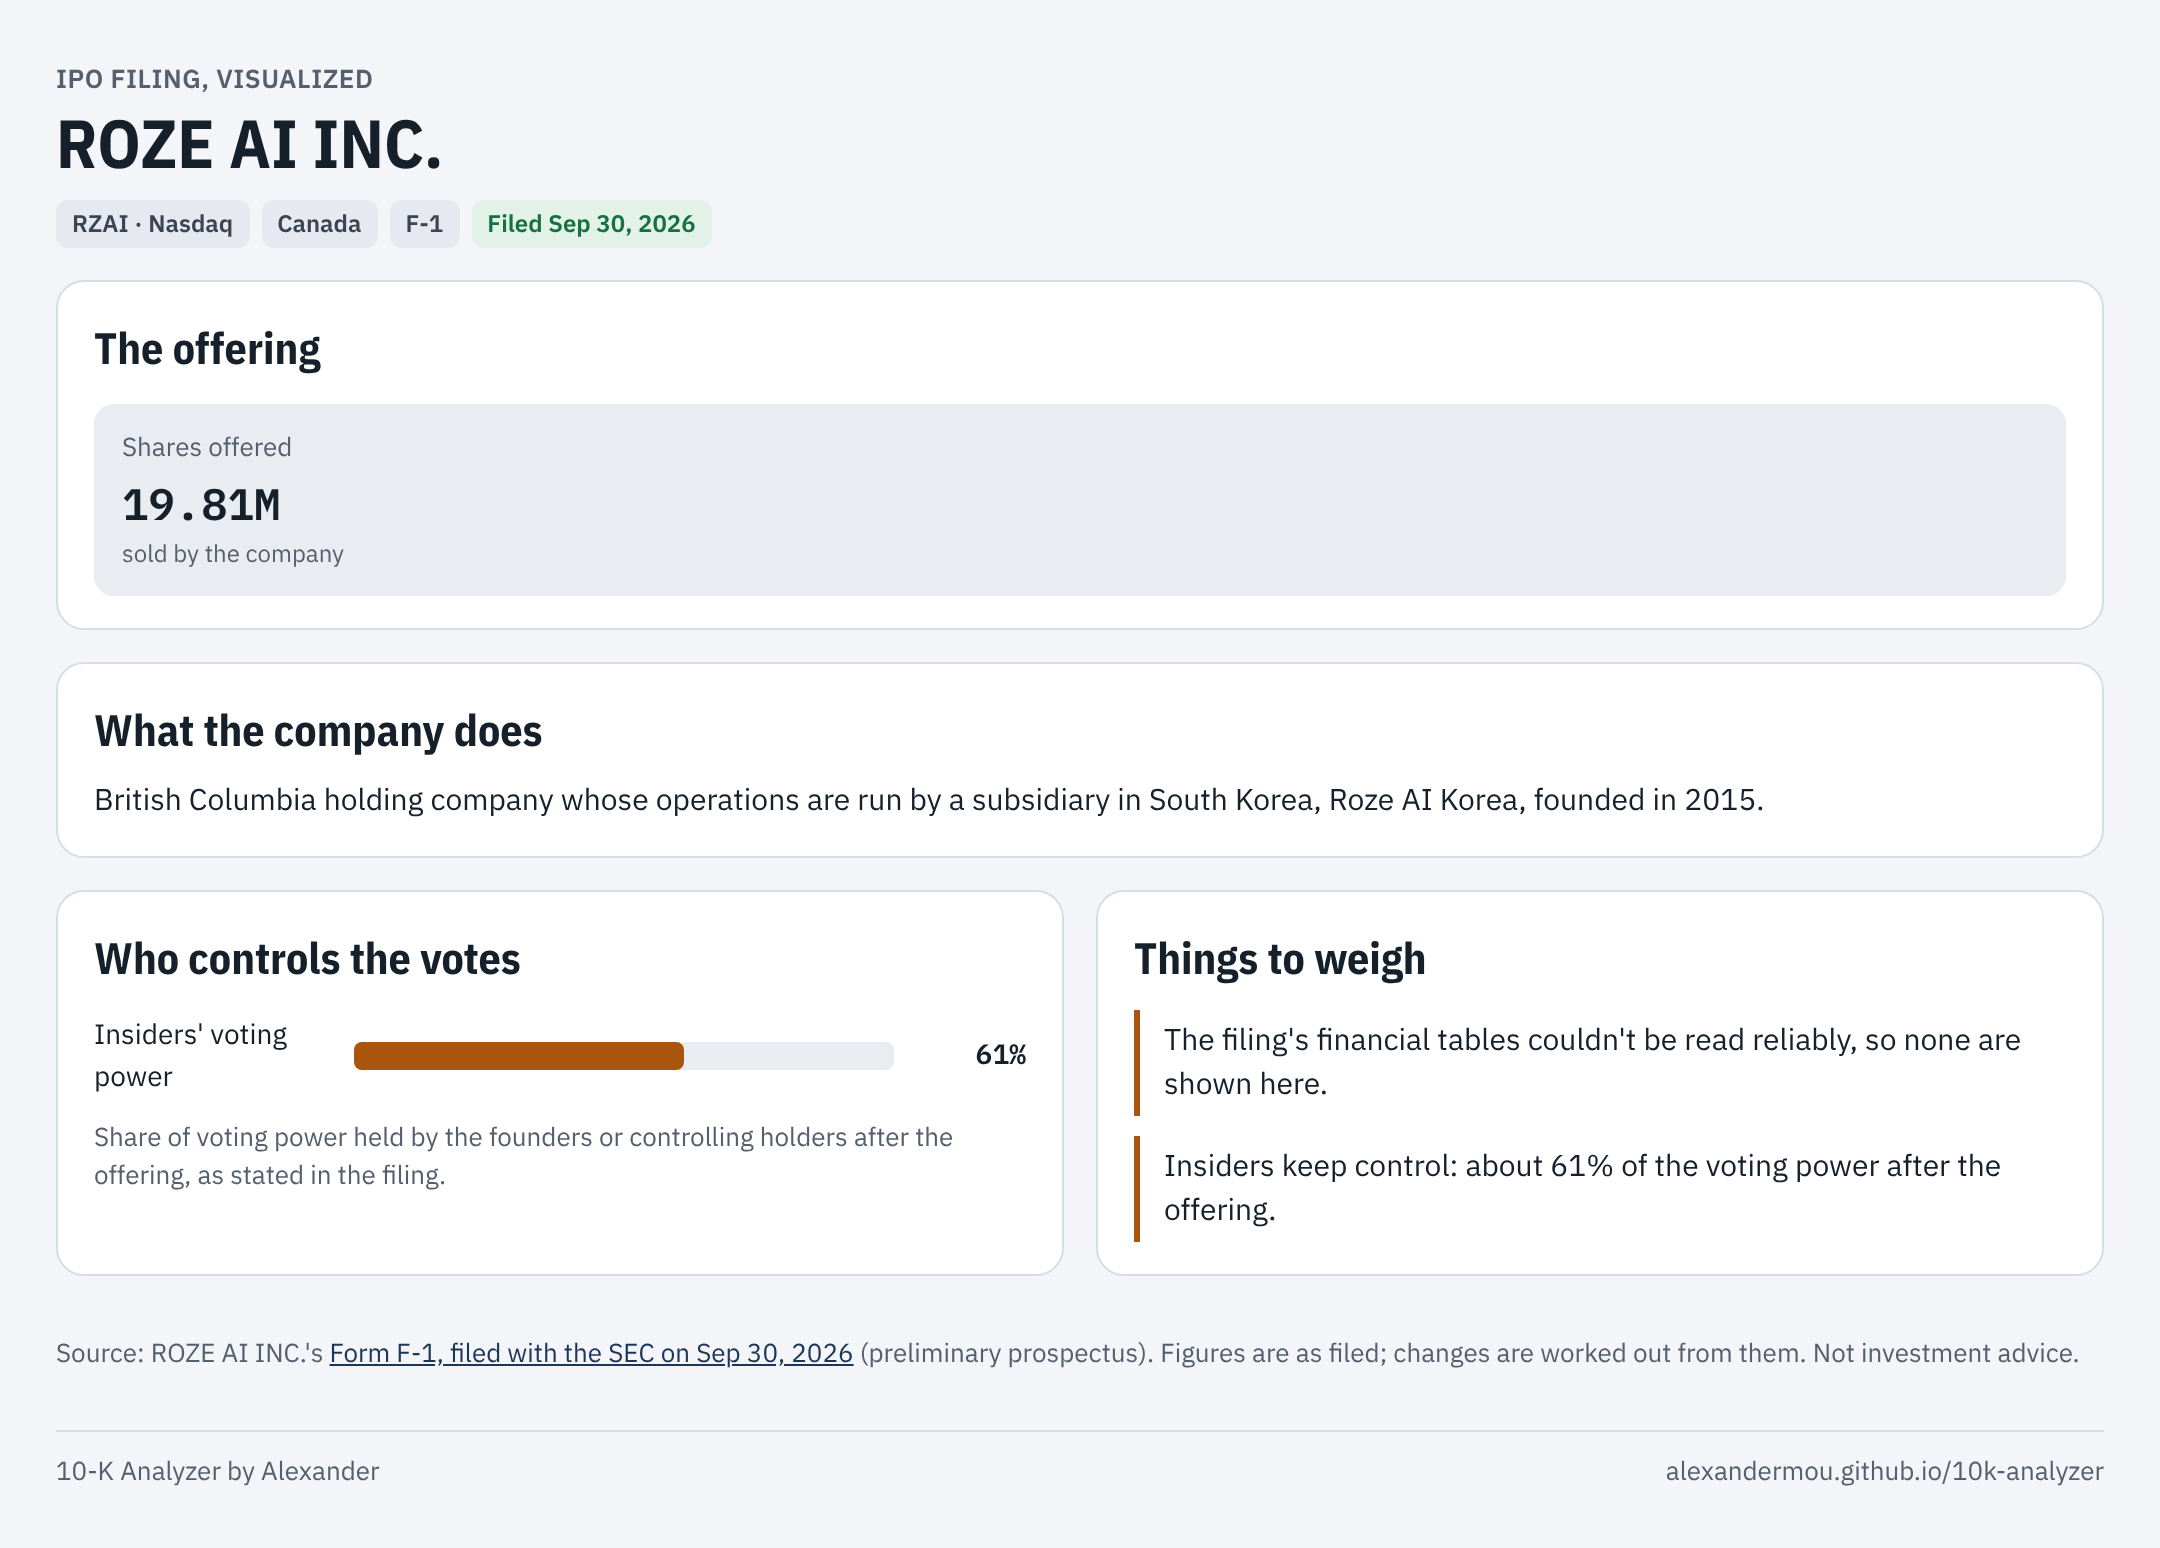 IPO FILING, VISUALIZED
ROZE AI INC.
RZAI · Nasdaq
Canada
F-1
Filed Sep 30, 2026
The offering
Shares offered
19.81M
sold by the company
What the company does
British Columbia holding company whose operations are run by a subsidiary in South Korea, Roze AI Korea, founded in 2015.
Who controls the votes
Insiders' voting
power
61%
Share of voting power held by the founders or controlling holders after the
offering, as stated in the filing.
Things to weigh
The filing's financial tables couldn't be read reliably, so none are
shown here.
Insiders keep control: about 61% of the voting power after the
offering.
Source: ROZE AI INC.'s Form F-1, filed with the SEC on Sep 30, 2026 (preliminary prospectus). Figures are as filed; changes are worked out from them. Not investment advice.
10-K Analyzer by Alexander
alexandermou.github.io/10k-analyzer